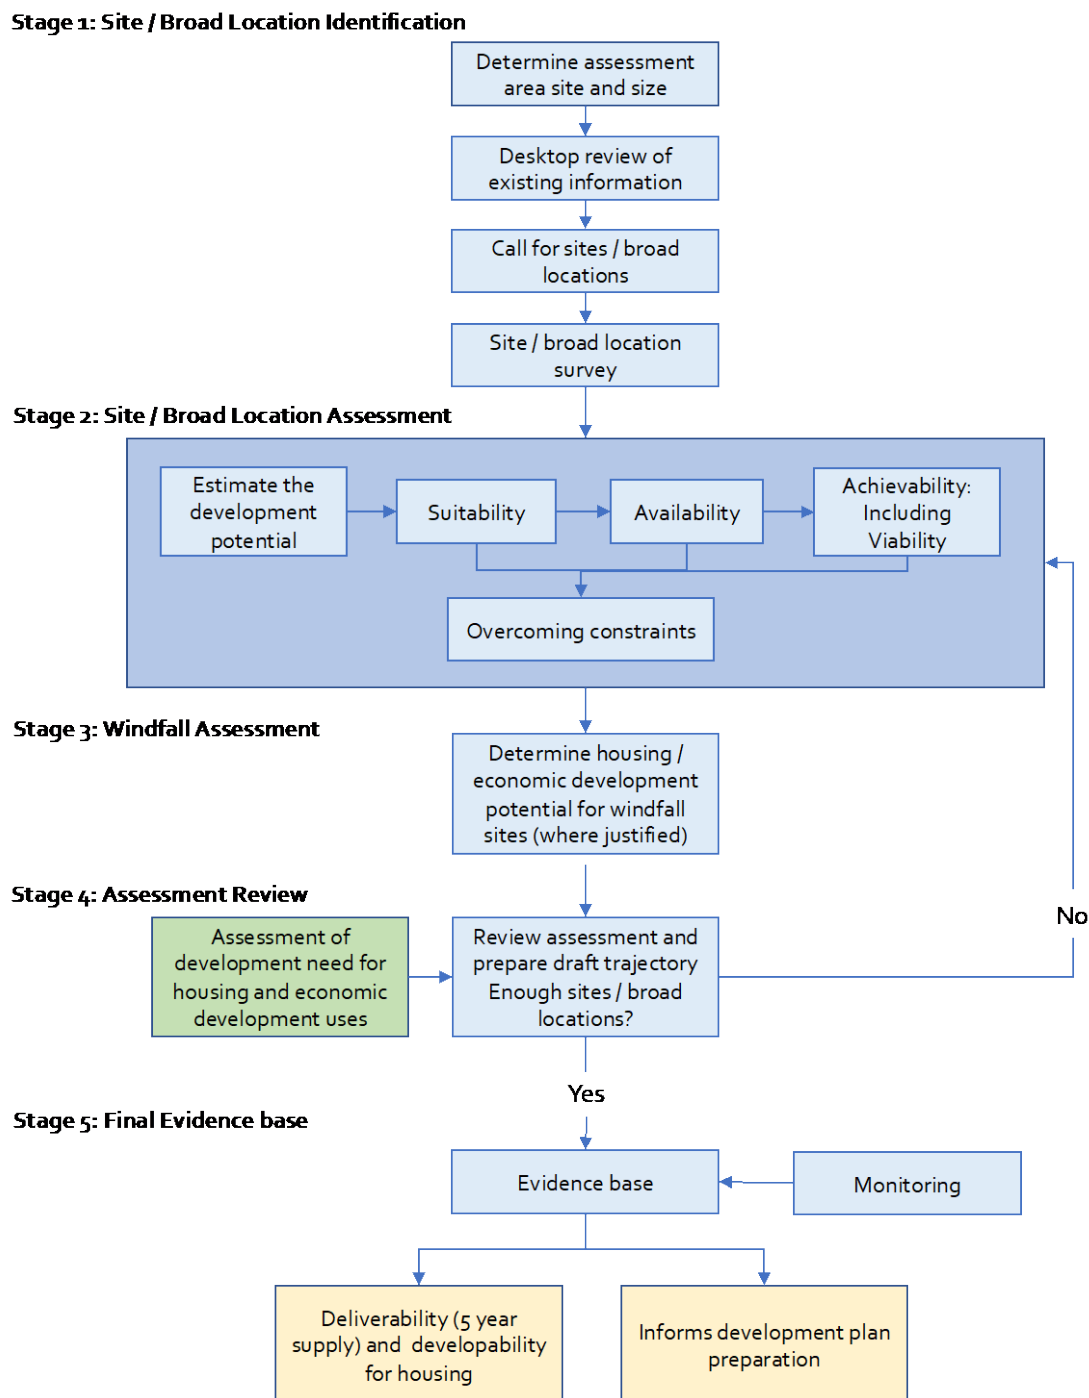 Stage 1: Site / Broad Location Identification
Determine assessment
area site and size
Desktop review of
existing information
Call for sites / broad
locations
Site / broad location
survey
Stage 2: Site / Broad Location Assessment
Estimate the
development
potential
Suitability
Availability
Achievability:
Including
Viability
Overcoming constraints
Stage 3: Windfall Assessment
Determine housing /
economic development
potential for windfall
sites (where justified)
Stage 4: Assessment Review
Assessment of
development need for
housing and economic
development uses
Review assessment and
prepare draft trajectory
Enough sites / broad
locations?
No
Yes
Stage 5: Final Evidence base
Evidence base
Monitoring
Deliverability (5 year
supply) and developability
for housing
Informs development plan
preparation